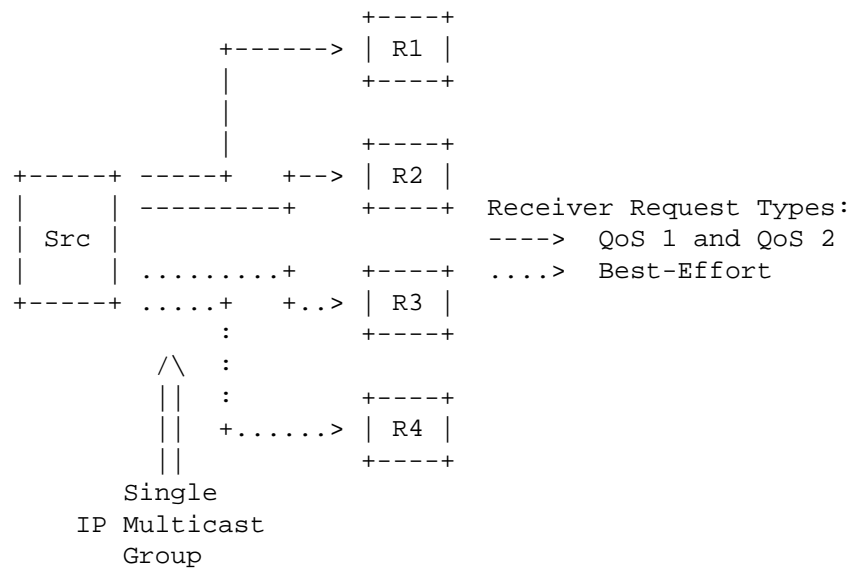 R1
R2
Receiver Request Types:
Src
----> QoS 1 and QoS 2
....> Best-Effort
R3
R4
Single
IP Multicast
Group